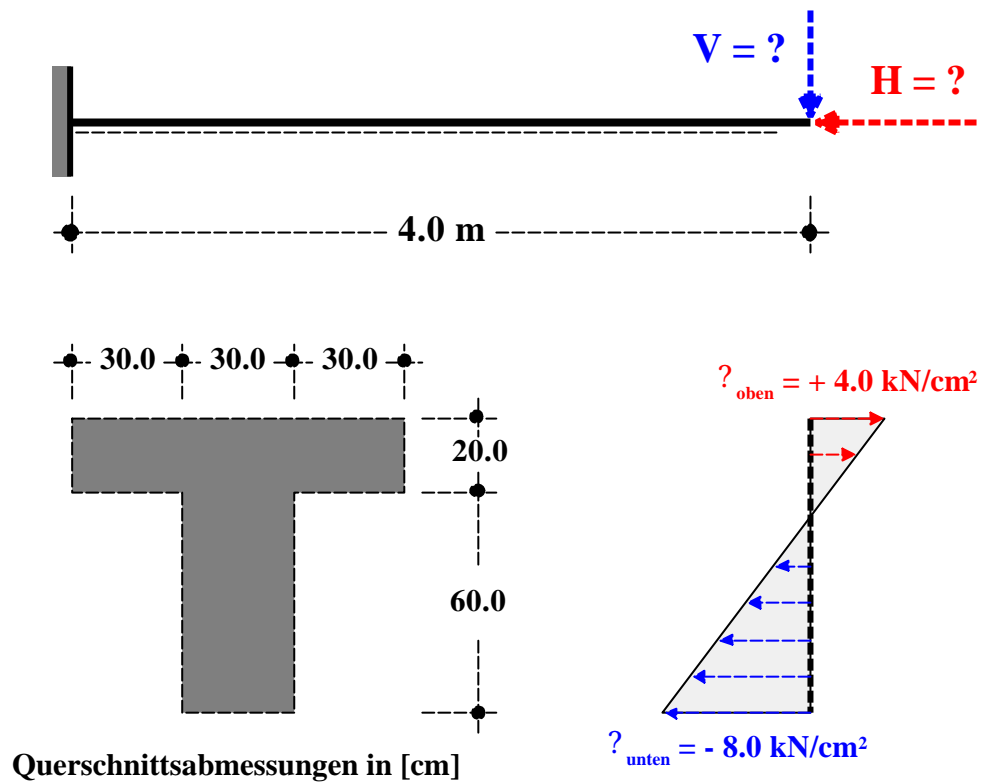 V = ?
H = ?
4.0 m
30.0 30.0 30.0
?oben = + 4.0 kN/cm²
20.0
60.0
?unten = - 8.0 kN/cm²
Querschnittsabmessungen in [cm]